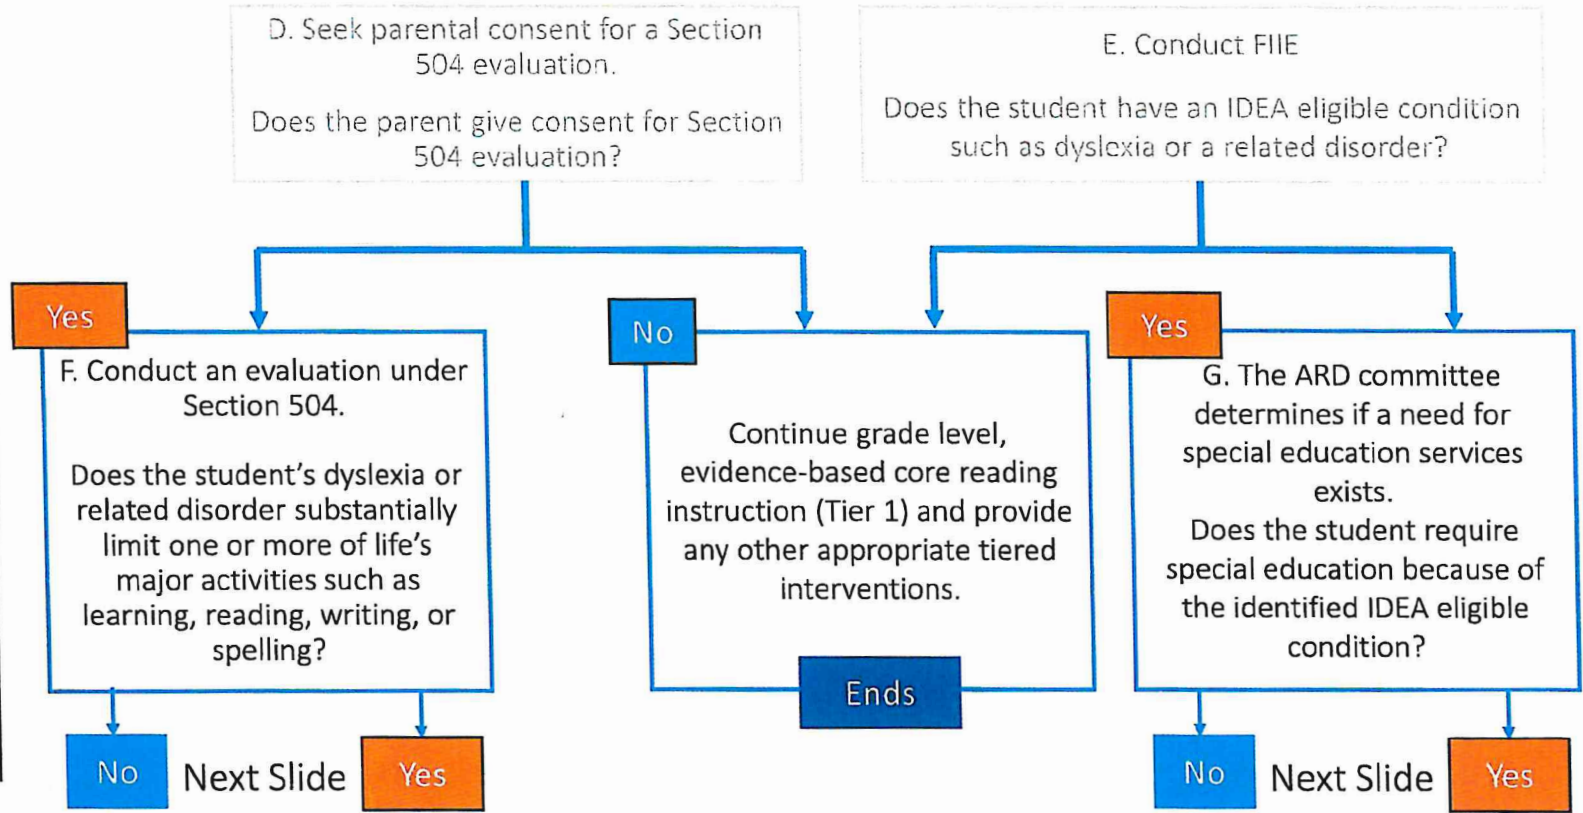 D. Seek parental consent for a Section
504 evaluation.
Does the parent give consent for Section
504 evaluation?
E. Conduct FIIE
Does the student have an IDEA eligible condition
such as dyslexia or a related disorder?
Yes
F. Conduct an evaluation under
Section 504.
Does the student's dyslexia or
related disorder substantially
limit one or more of life's
major activities such as
learning, reading, writing, or
spelling?
No
Next Slide
Yes
No
Continue grade level,
evidence-based core reading
instruction (Tier 1) and provide
any other appropriate tiered
interventions.
Ends
Yes
G. The ARD committee
determines if a need for
special education services
exists.
Does the student require
special education because of
the identified IDEA eligible
condition?
No
Next Slide
Yes